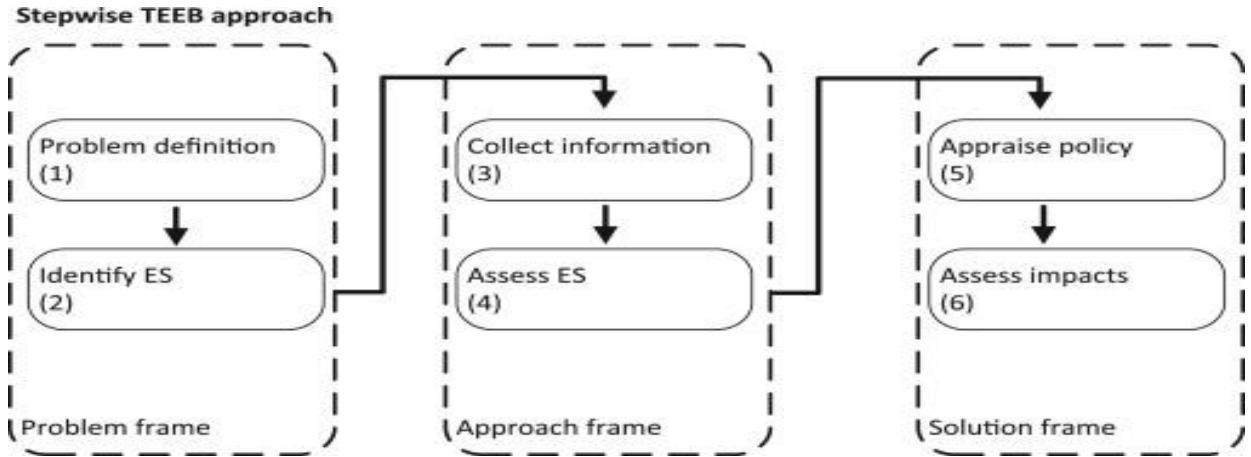 Stepwise TEEB approach
Problem definition
(1)
Identify ES
(2)
Problem frame
Collect information
(3)
Assess ES
(4)
Approach frame
Appraise policy
(5)
Assess impacts
(6)
Solution frame